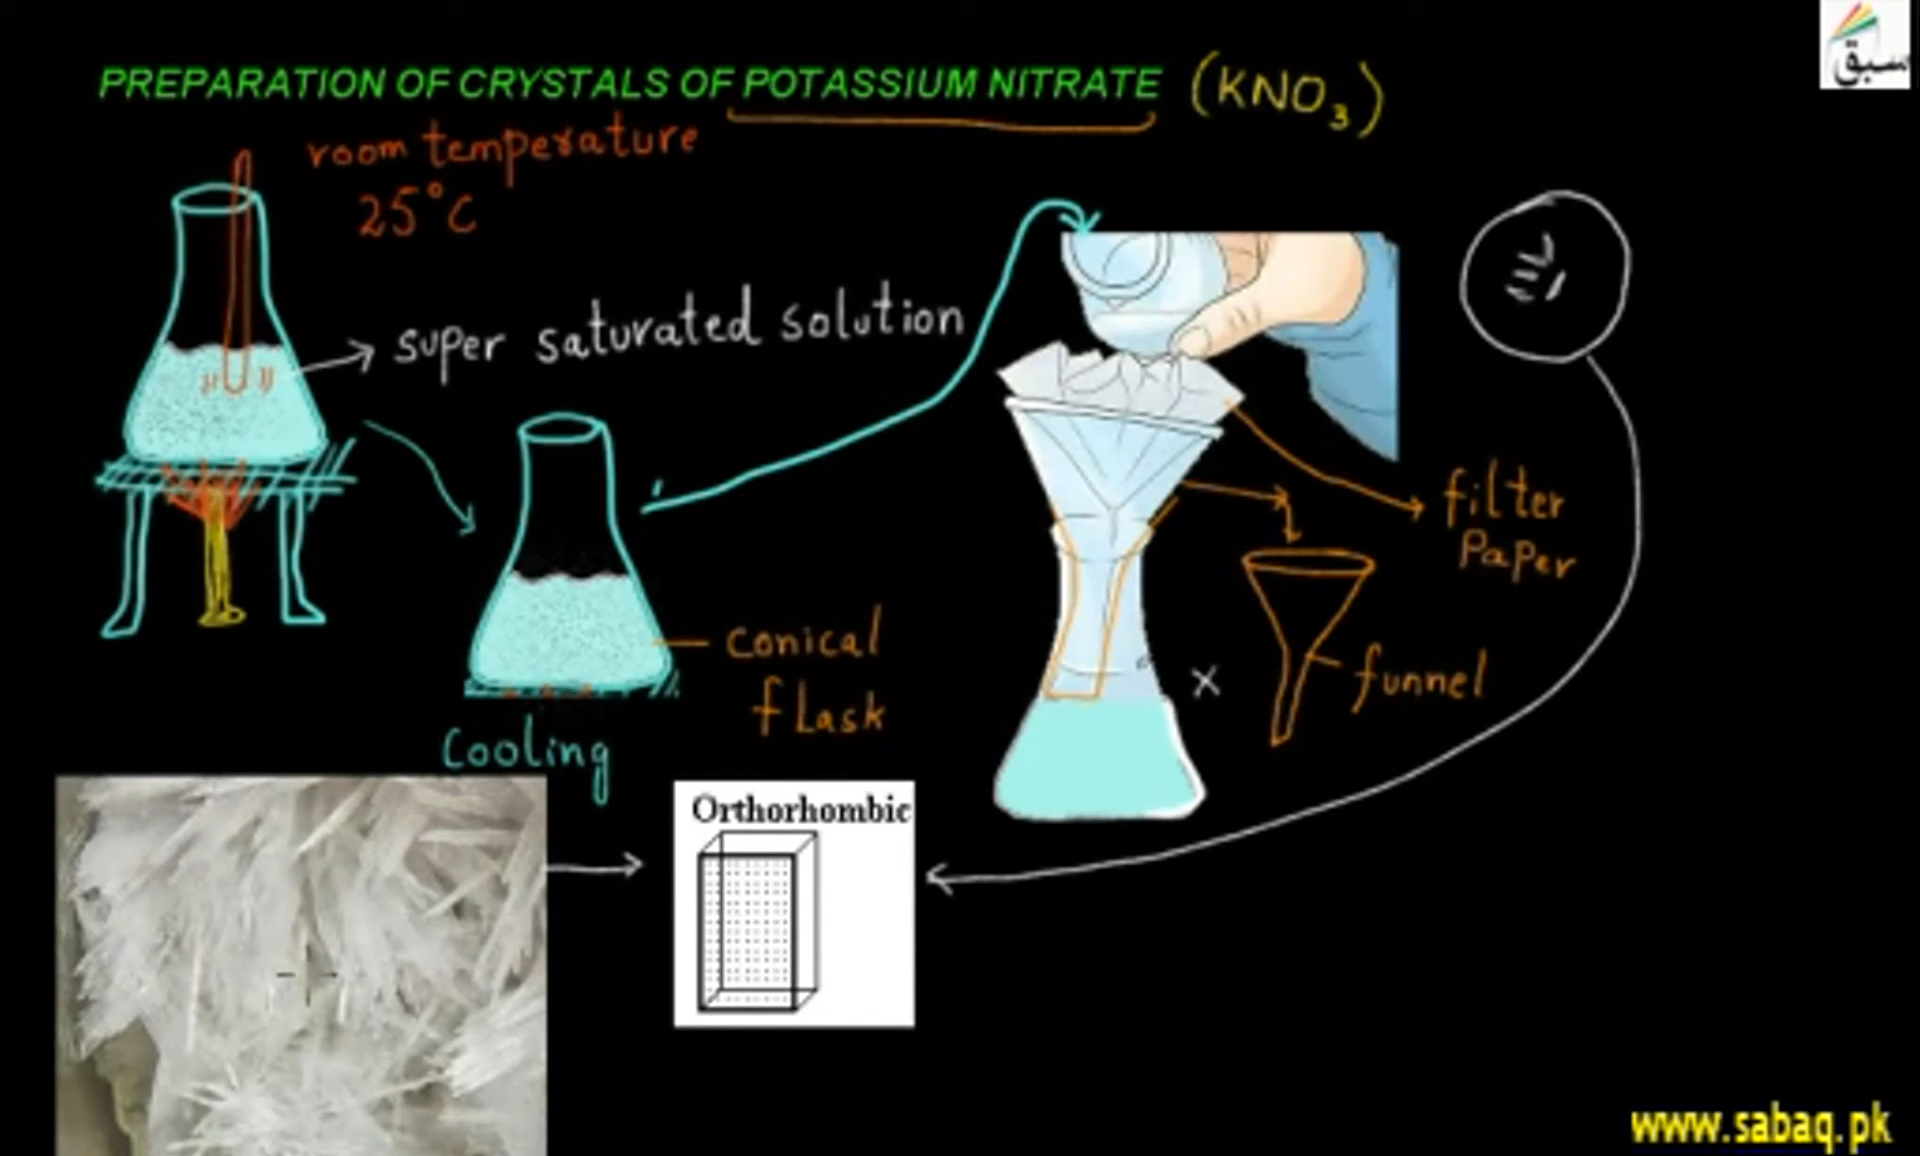 سبق
PREPARATION OF CRYSTALS OF POTASSIUM NITRATE (KNO₃)
room temperature
25°C
super saturated solution
filter
paper
conical
flask
funnel
x
cooling
Orthorhombic
www.sabaq.pk